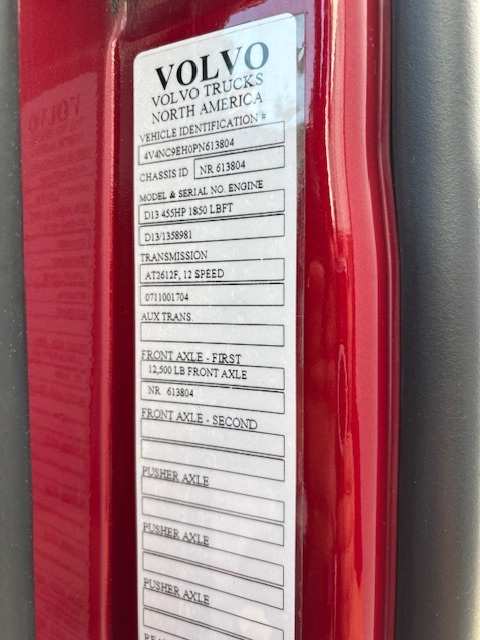 VOLVO
VOLVO TRUCKS
NORTH AMERICA
VEHICLE IDENTIFICATION #
4V4NC9EH0PN613804
CHASSIS ID NR 613804
MODEL & SERIAL NO. ENGINE
D13 455HP 1850 LBFT
D13/1358981
TRANSMISSION
AT2612F, 12 SPEED
0711001704
AUX TRANS.
FRONT AXLE - FIRST
12,500 LB FRONT AXLE
NR 613804
FRONT AXLE - SECOND
PUSHER AXLE
PUSHER AXLE
PUSHER AXLE